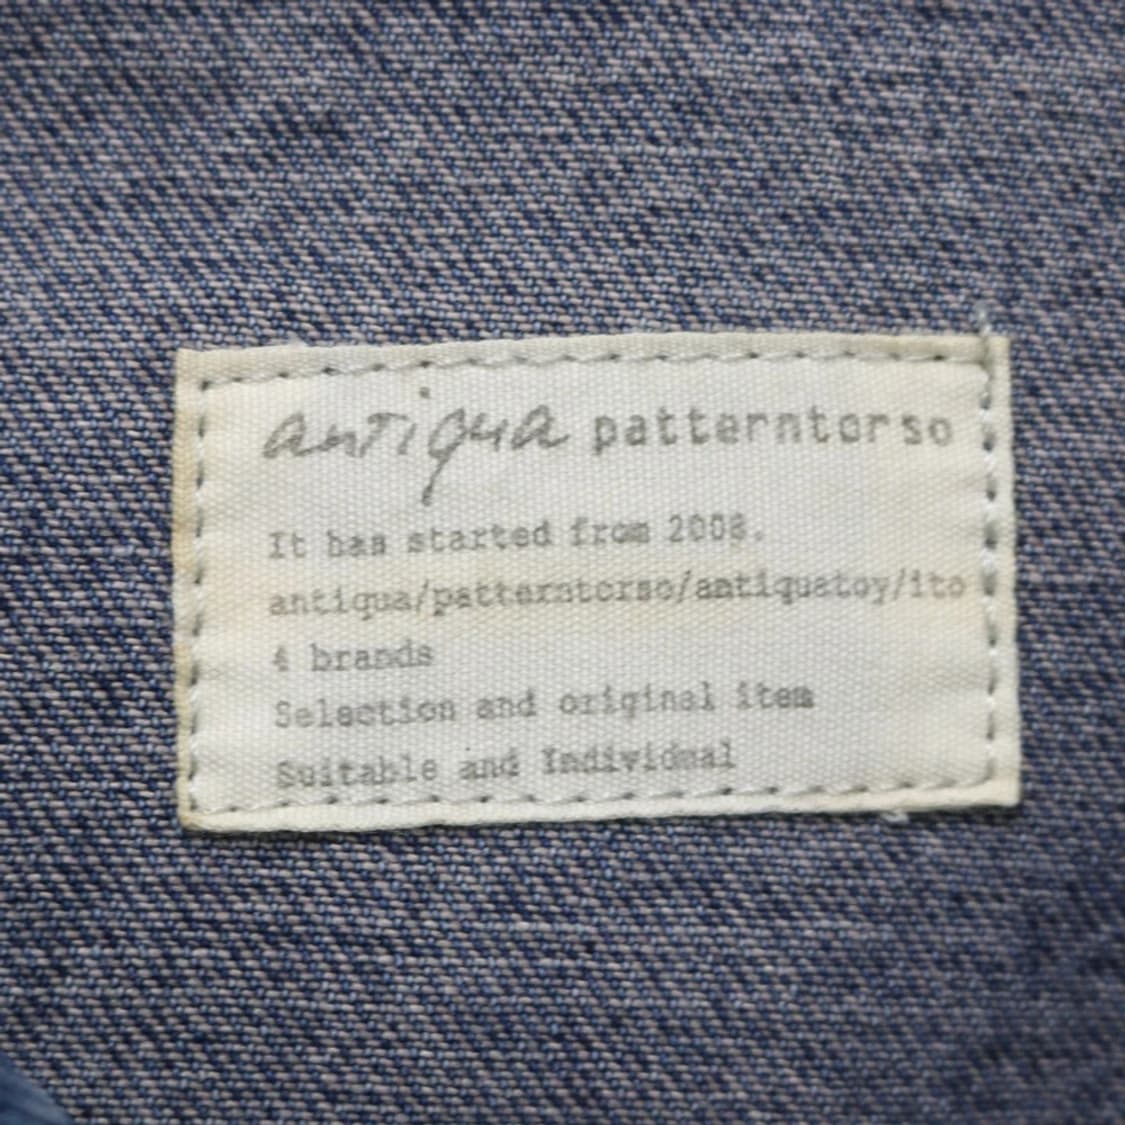 antiqua patterntorso
It has started from 2008.
antiqua/patterntorso/antiquatoy/ito
4 brands
Selection and original item
Suitable and Individual